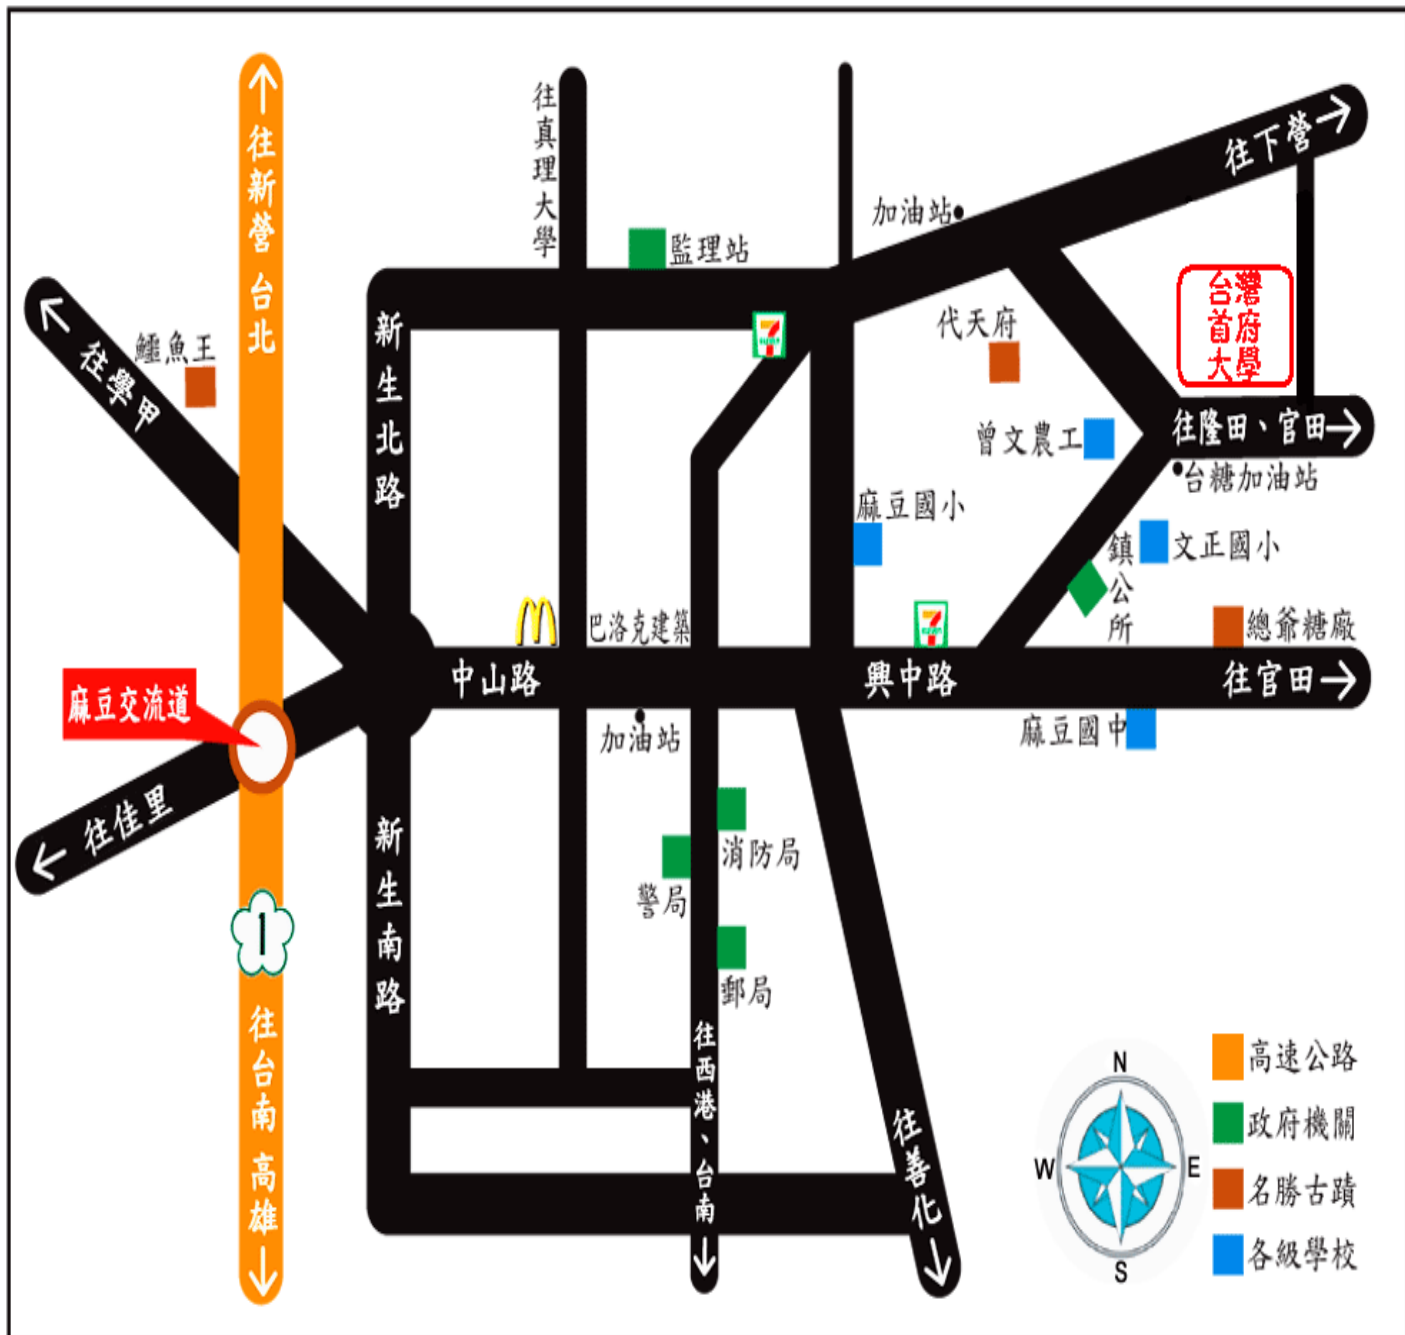 往新營 台北
往真理大學
往下營
加油站
監理站
台灣
首府
大學
鱷魚王
往學甲
新生北路
7
ELEVEN
代天府
曾文農工
往隆田、官田
台糖加油站
麻豆國小
鎮公所
文正國小
巴洛克建築
7
ELEVEN
總爺糖廠
中山路
興中路
往官田
麻豆交流道
加油站
麻豆國中
往佳里
新生南路
消防局
警局
1
郵局
往台南 高雄
往西港、台南
往善化
N
W
E
S
高速公路
政府機關
名勝古蹟
各級學校